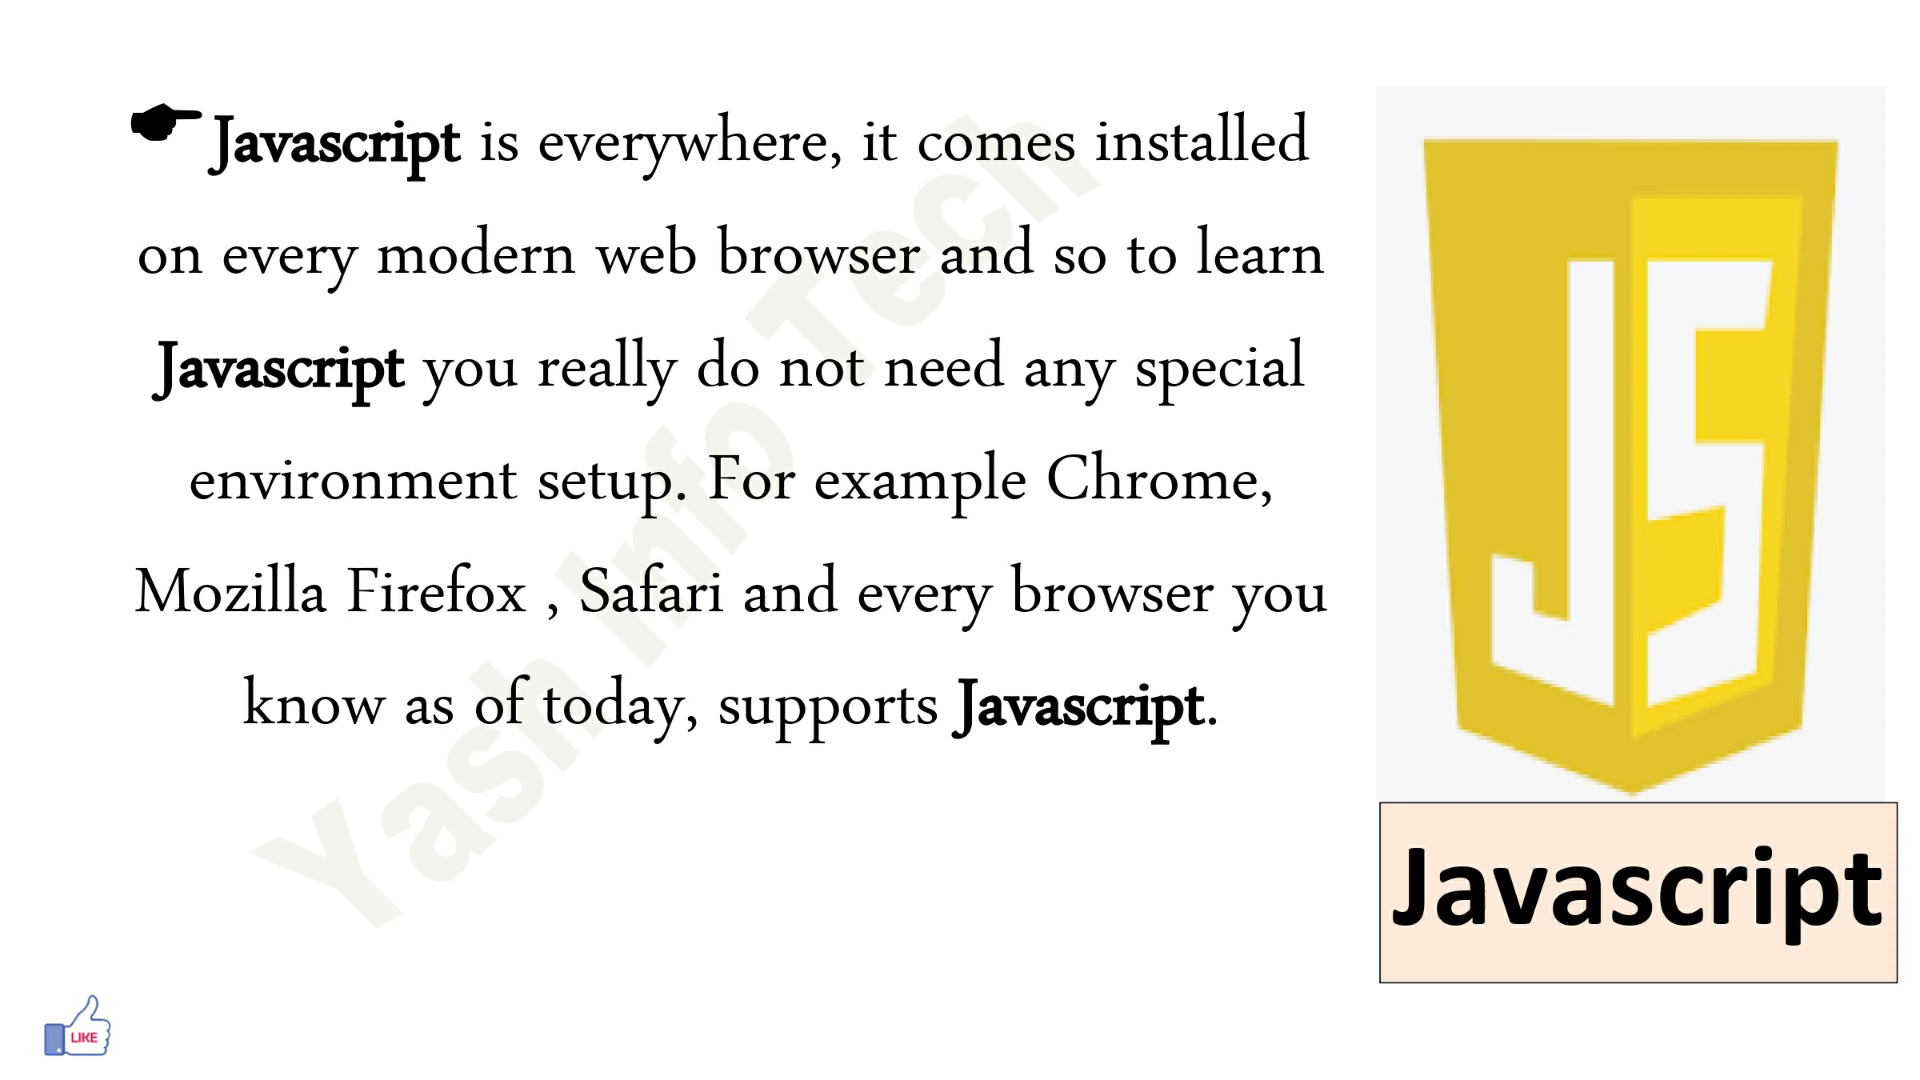 Javascript is everywhere, it comes installed
on every modern web browser and so to learn
Javascript you really do not need any special
environment setup. For example Chrome,
Mozilla Firefox , Safari and every browser you
know as of today, supports Javascript.
Yash Info Tech
JS
Javascript
LIKE